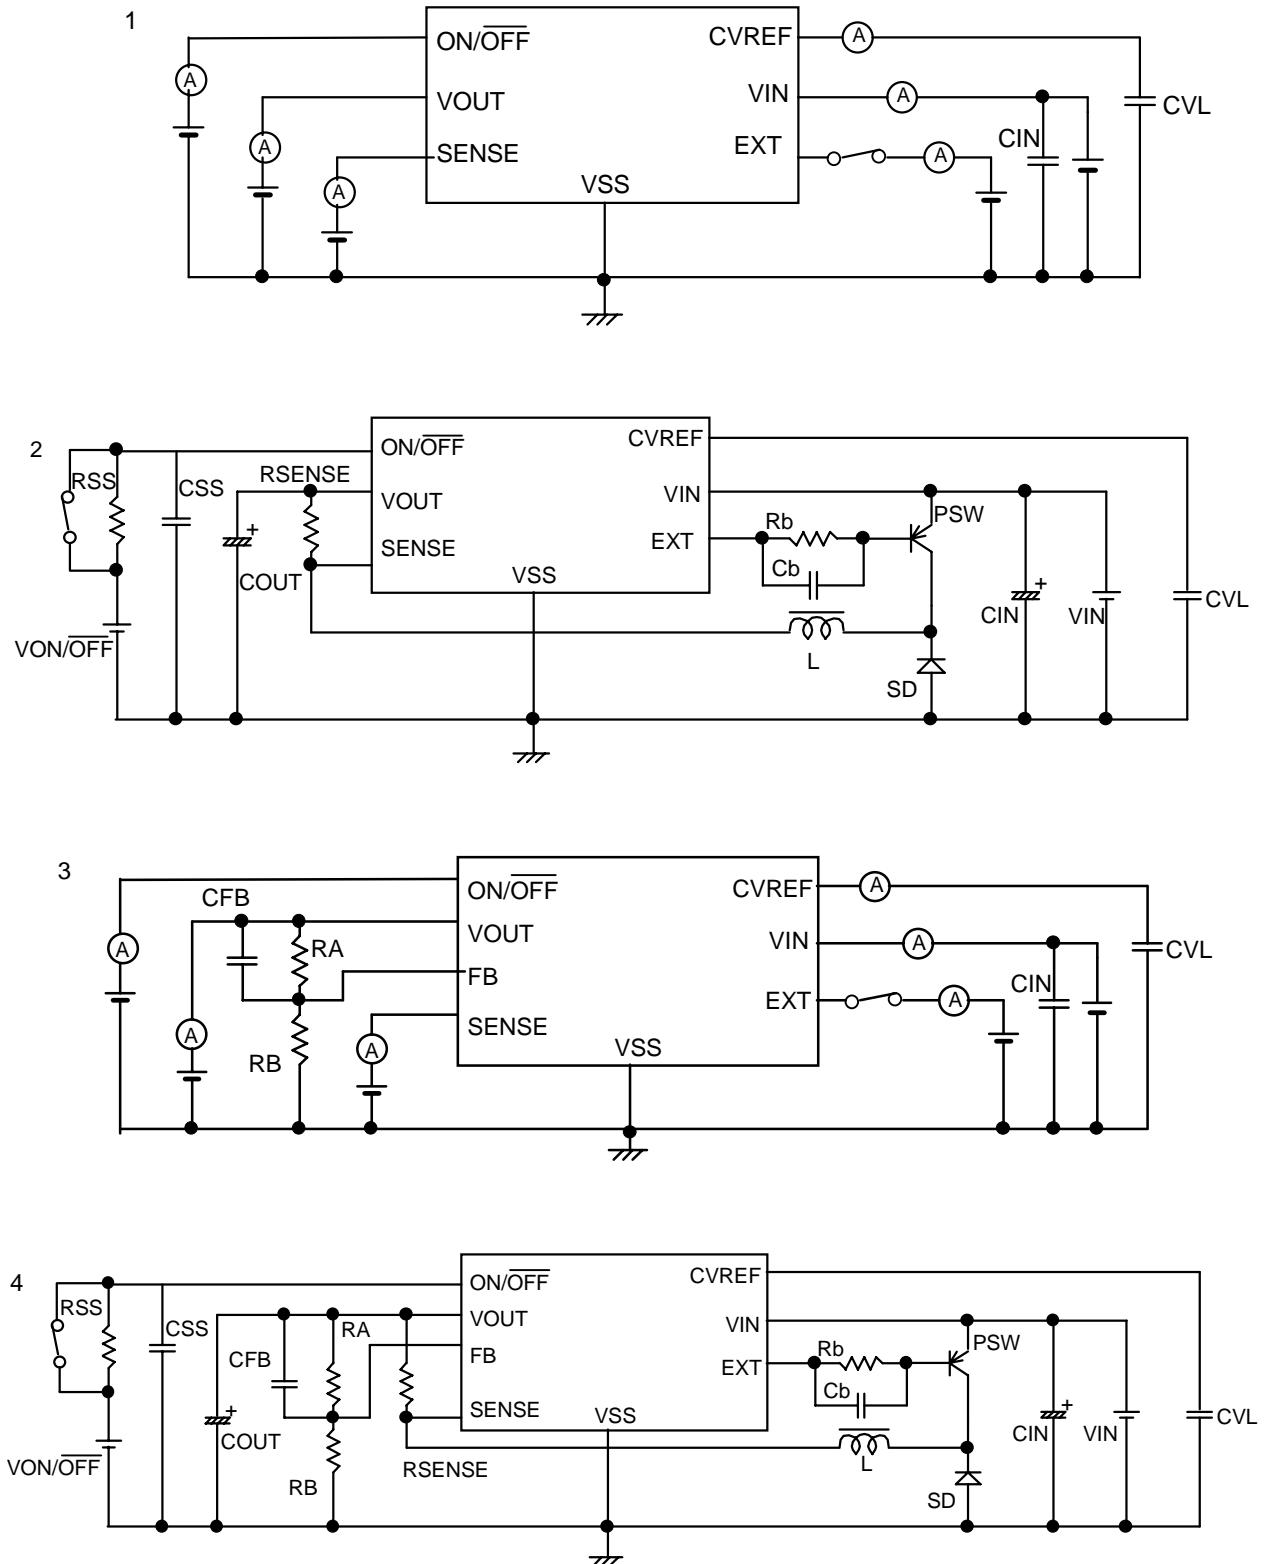 1
ON/OFF
CVREF
A
A
VOUT
VIN
A
CVL
A
CIN
SENSE
EXT
A
A
VSS
2
ON/OFF
CVREF
RSS
CSS
RSENSE
VOUT
VIN
PSW
Rb
SENSE
EXT
COUT
VSS
Cb
CIN
VIN
CVL
VON/OFF
L
SD
3
ON/OFF
CVREF
A
CFB
VOUT
VIN
A
CVL
A
RA
FB
CIN
EXT
A
A
SENSE
A
RB
VSS
4
ON/OFF
CVREF
RSS
CSS
RA
VOUT
VIN
PSW
CFB
FB
EXT
Rb
Cb
SENSE
VSS
COUT
CIN
VIN
CVL
VON/OFF
RSENSE
L
RB
SD